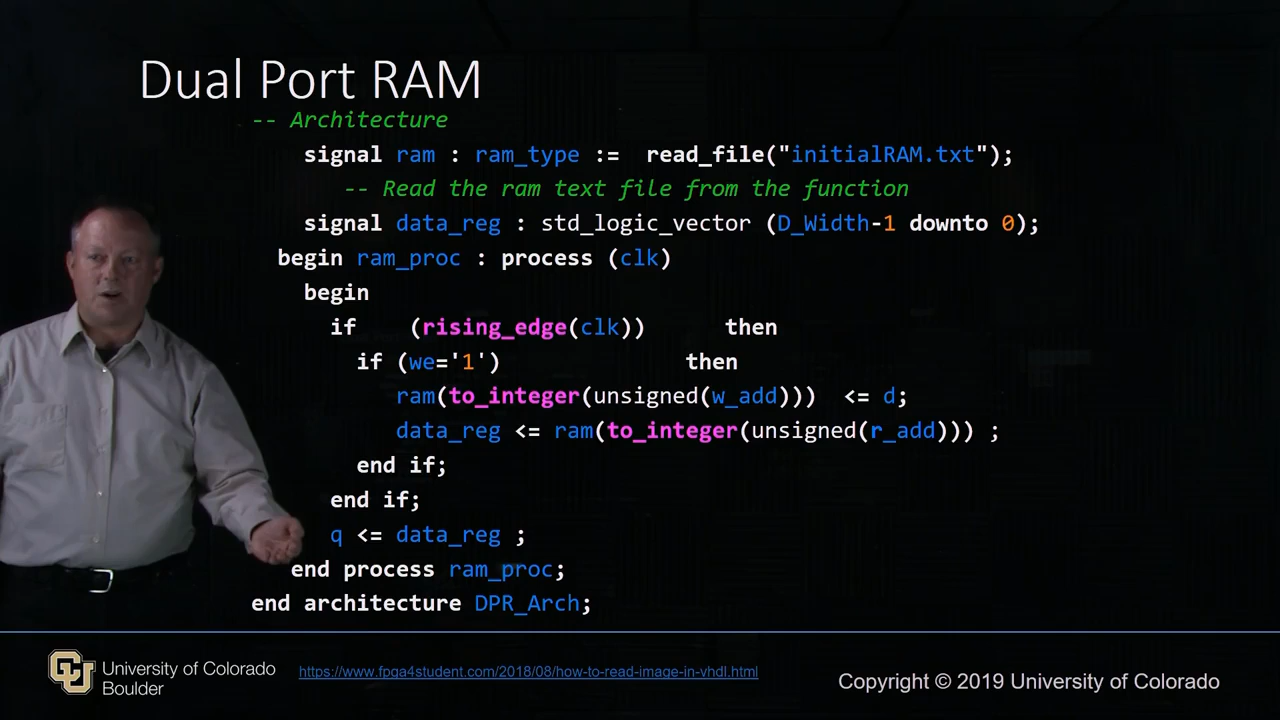 Dual Port RAM
-- Architecture
signal ram : ram_type := read_file("initialRAM.txt");
-- Read the ram text file from the function
signal data_reg : std_logic_vector (D_Width-1 downto 0);
begin ram_proc : process (clk)
begin
if (rising_edge(clk)) then
if (we='1') then
ram(to_integer(unsigned(w_add))) <= d;
data_reg <= ram(to_integer(unsigned(r_add))) ;
end if;
end if;
q <= data_reg ;
end process ram_proc;
end architecture DPR_Arch;
University of Colorado
Boulder
https://www.fpga4student.com/2018/08/how-to-read-image-in-vhdl.html
Copyright © 2019 University of Colorado